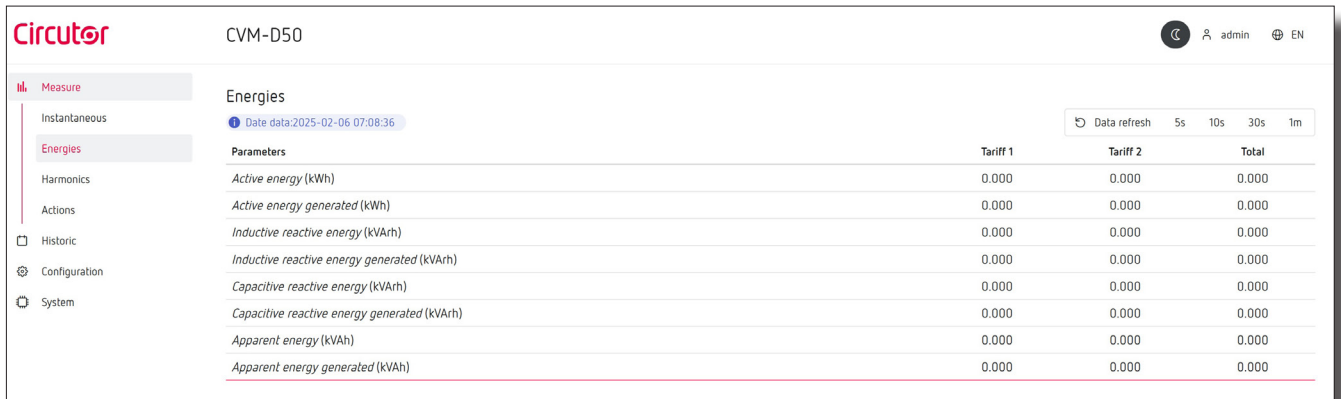 Circutor
CVM-D50
admin
EN
Measure
Instantaneous
Energies
Harmonics
Actions
Historic
Configuration
System
Energies
Date data:2025-02-06 07:08:36
Data refresh 5s 10s 30s 1m
Parameters Tariff 1 Tariff 2 Total
Active energy (kWh) 0.000 0.000 0.000
Active energy generated (kWh) 0.000 0.000 0.000
Inductive reactive energy (kVArh) 0.000 0.000 0.000
Inductive reactive energy generated (kVArh) 0.000 0.000 0.000
Capacitive reactive energy (kVArh) 0.000 0.000 0.000
Capacitive reactive energy generated (kVArh) 0.000 0.000 0.000
Apparent energy (kVAh) 0.000 0.000 0.000
Apparent energy generated (kVAh) 0.000 0.000 0.000